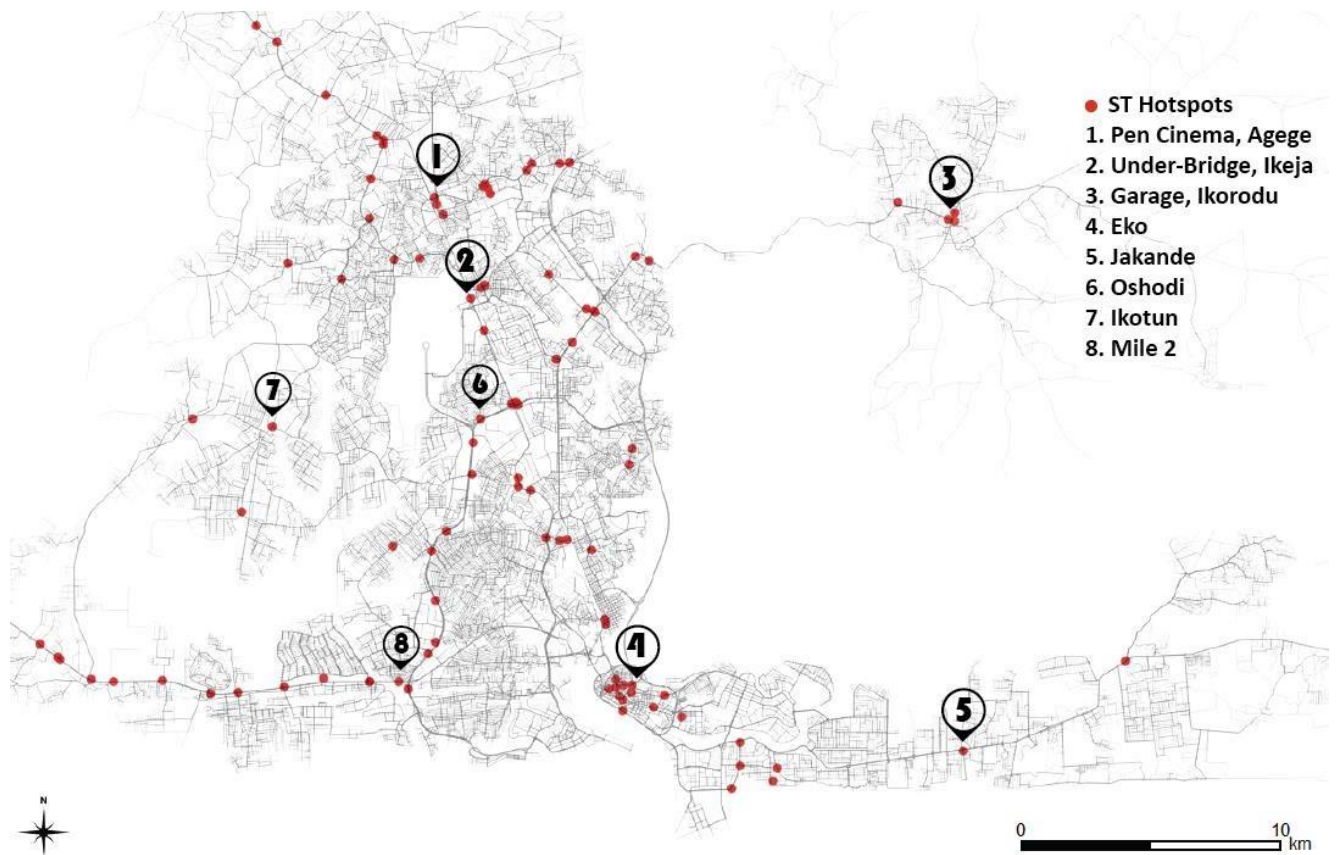 1
2
3
4
5
6
7
8
ST Hotspots
1. Pen Cinema, Agege
2. Under-Bridge, Ikeja
3. Garage, Ikorodu
4. Eko
5. Jakande
6. Oshodi
7. Ikotun
8. Mile 2
N
0 10
km